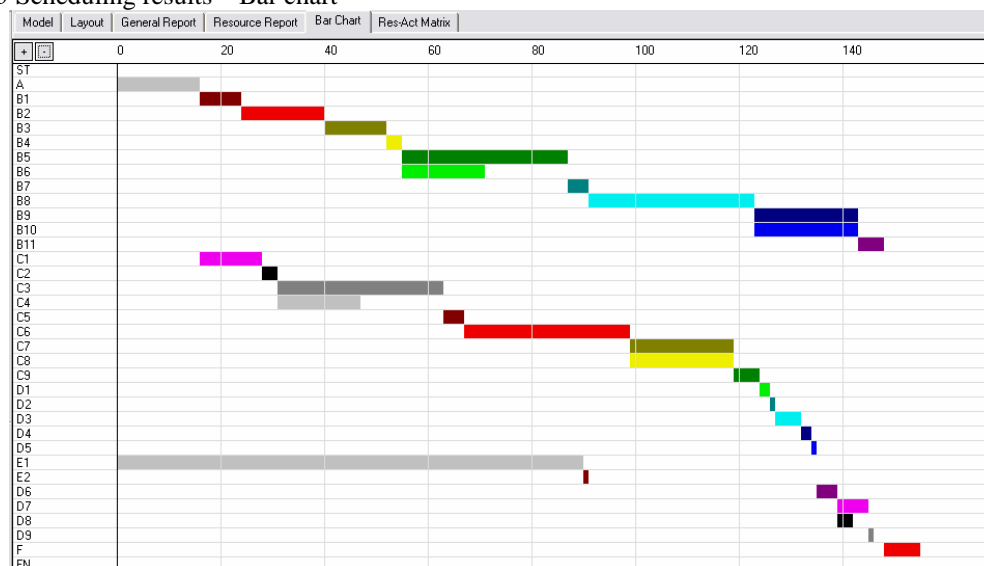 Scheduling results – Bar chart
Model Layout General Report Resource Report Bar Chart Res-Act Matrix
+ - 0 20 40 60 80 100 120 140
ST
A
B1
B2
B3
B4
B5
B6
B7
B8
B9
B10
B11
C1
C2
C3
C4
C5
C6
C7
C8
C9
D1
D2
D3
D4
D5
E1
E2
D6
D7
D8
D9
F
FN